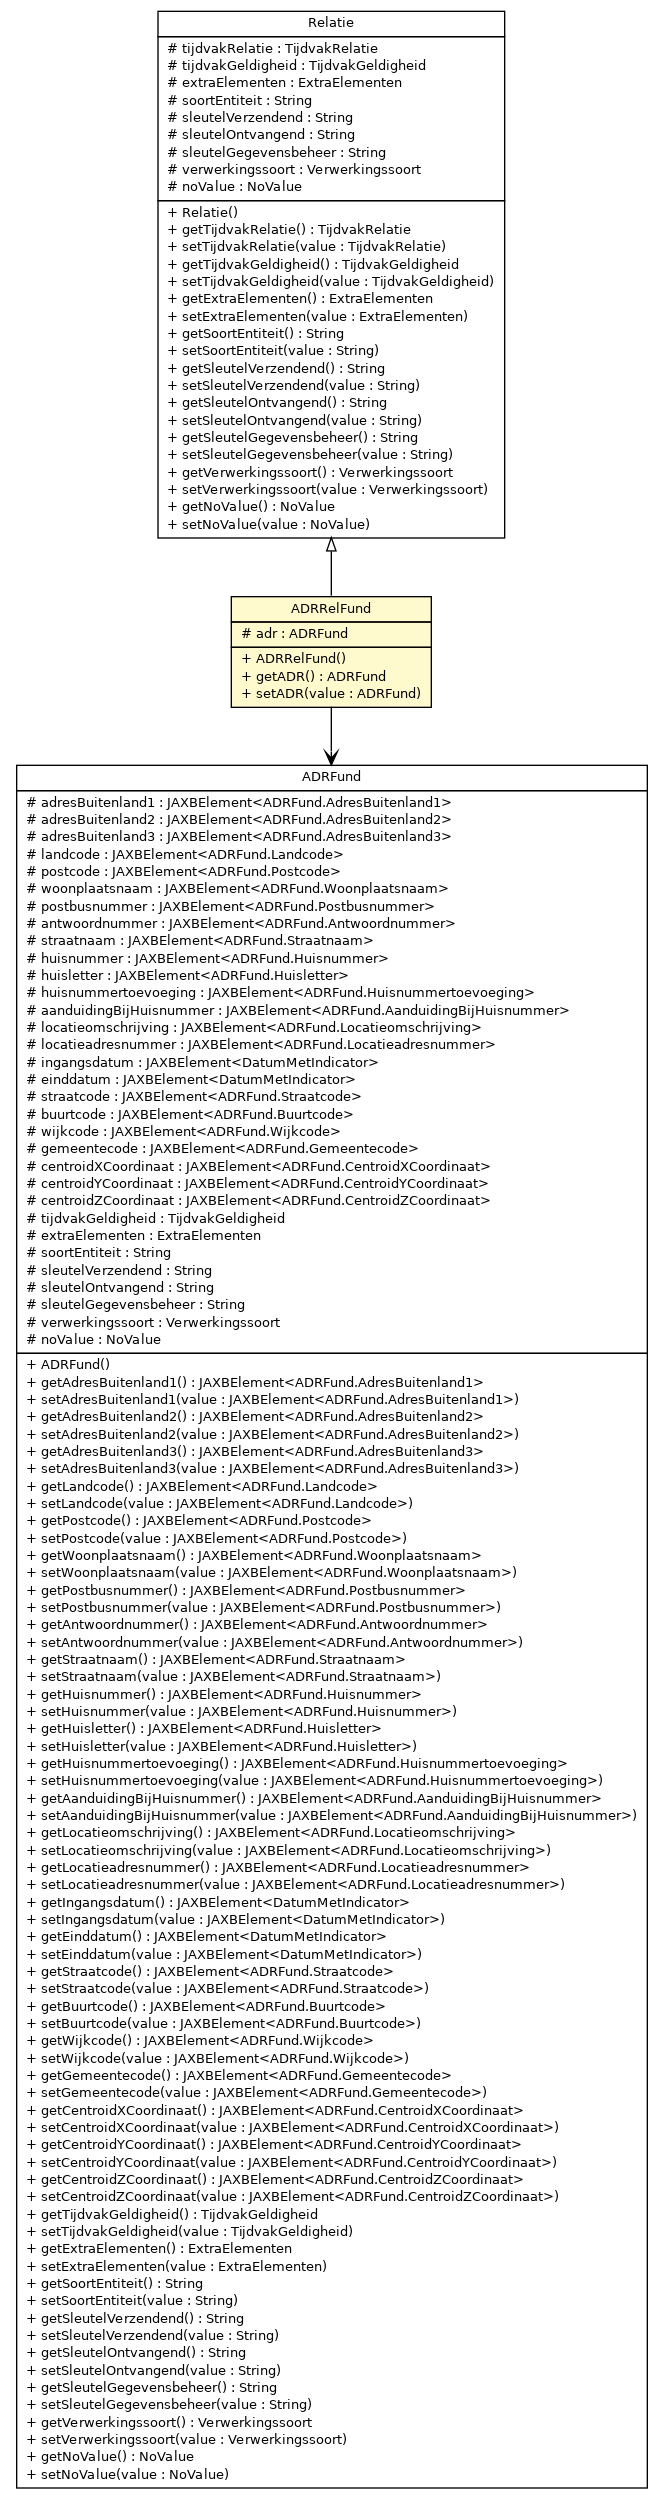 Relatie
# tijdvakRelatie : TijdvakRelatie
# tijdvakGeldigheid : TijdvakGeldigheid
# extraElementen : ExtraElementen
# soortEntiteit : String
# sleutelVerzendend : String
# sleutelOntvangend : String
# sleutelGegevensbeheer : String
# verwerkingssoort : Verwerkingssoort
# noValue : NoValue
+ Relatie()
+ getTijdvakRelatie() : TijdvakRelatie
+ setTijdvakRelatie(value : TijdvakRelatie)
+ getTijdvakGeldigheid() : TijdvakGeldigheid
+ setTijdvakGeldigheid(value : TijdvakGeldigheid)
+ getExtraElementen() : ExtraElementen
+ setExtraElementen(value : ExtraElementen)
+ getSoortEntiteit() : String
+ setSoortEntiteit(value : String)
+ getSleutelVerzendend() : String
+ setSleutelVerzendend(value : String)
+ getSleutelOntvangend() : String
+ setSleutelOntvangend(value : String)
+ getSleutelGegevensbeheer() : String
+ setSleutelGegevensbeheer(value : String)
+ getVerwerkingssoort() : Verwerkingssoort
+ setVerwerkingssoort(value : Verwerkingssoort)
+ getNoValue() : NoValue
+ setNoValue(value : NoValue)
ADRRelFund
# adr : ADRFund
+ ADRRelFund()
+ getADR() : ADRFund
+ setADR(value : ADRFund)
ADRFund
# adresBuitenland1 : JAXBElement<ADRFund.AdresBuitenland1>
# adresBuitenland2 : JAXBElement<ADRFund.AdresBuitenland2>
# adresBuitenland3 : JAXBElement<ADRFund.AdresBuitenland3>
# landcode : JAXBElement<ADRFund.Landcode>
# postcode : JAXBElement<ADRFund.Postcode>
# woonplaatsnaam : JAXBElement<ADRFund.Woonplaatsnaam>
# postbusnummer : JAXBElement<ADRFund.Postbusnummer>
# antwoordnummer : JAXBElement<ADRFund.Antwoordnummer>
# straatnaam : JAXBElement<ADRFund.Straatnaam>
# huisnummer : JAXBElement<ADRFund.Huisnummer>
# huisletter : JAXBElement<ADRFund.Huisletter>
# huisnummertoevoeging : JAXBElement<ADRFund.Huisnummertoevoeging>
# aanduidingBijHuisnummer : JAXBElement<ADRFund.AanduidingBijHuisnummer>
# locatieomschrijving : JAXBElement<ADRFund.Locatieomschrijving>
# locatieadresnummer : JAXBElement<ADRFund.Locatieadresnummer>
# ingangsdatum : JAXBElement<DatumMetIndicator>
# einddatum : JAXBElement<DatumMetIndicator>
# straatcode : JAXBElement<ADRFund.Straatcode>
# buurtcode : JAXBElement<ADRFund.Buurtcode>
# wijkcode : JAXBElement<ADRFund.Wijkcode>
# gemeentecode : JAXBElement<ADRFund.Gemeentecode>
# centroidXCoordinaat : JAXBElement<ADRFund.CentroidXCoordinaat>
# centroidYCoordinaat : JAXBElement<ADRFund.CentroidYCoordinaat>
# centroidZCoordinaat : JAXBElement<ADRFund.CentroidZCoordinaat>
# tijdvakGeldigheid : TijdvakGeldigheid
# extraElementen : ExtraElementen
# soortEntiteit : String
# sleutelVerzendend : String
# sleutelOntvangend : String
# sleutelGegevensbeheer : String
# verwerkingssoort : Verwerkingssoort
# noValue : NoValue
+ ADRFund()
+ getAdresBuitenland1() : JAXBElement<ADRFund.AdresBuitenland1>
+ setAdresBuitenland1(value : JAXBElement<ADRFund.AdresBuitenland1>)
+ getAdresBuitenland2() : JAXBElement<ADRFund.AdresBuitenland2>
+ setAdresBuitenland2(value : JAXBElement<ADRFund.AdresBuitenland2>)
+ getAdresBuitenland3() : JAXBElement<ADRFund.AdresBuitenland3>
+ setAdresBuitenland3(value : JAXBElement<ADRFund.AdresBuitenland3>)
+ getLandcode() : JAXBElement<ADRFund.Landcode>
+ setLandcode(value : JAXBElement<ADRFund.Landcode>)
+ getPostcode() : JAXBElement<ADRFund.Postcode>
+ setPostcode(value : JAXBElement<ADRFund.Postcode>)
+ getWoonplaatsnaam() : JAXBElement<ADRFund.Woonplaatsnaam>
+ setWoonplaatsnaam(value : JAXBElement<ADRFund.Woonplaatsnaam>)
+ getPostbusnummer() : JAXBElement<ADRFund.Postbusnummer>
+ setPostbusnummer(value : JAXBElement<ADRFund.Postbusnummer>)
+ getAntwoordnummer() : JAXBElement<ADRFund.Antwoordnummer>
+ setAntwoordnummer(value : JAXBElement<ADRFund.Antwoordnummer>)
+ getStraatnaam() : JAXBElement<ADRFund.Straatnaam>
+ setStraatnaam(value : JAXBElement<ADRFund.Straatnaam>)
+ getHuisnummer() : JAXBElement<ADRFund.Huisnummer>
+ setHuisnummer(value : JAXBElement<ADRFund.Huisnummer>)
+ getHuisletter() : JAXBElement<ADRFund.Huisletter>
+ setHuisletter(value : JAXBElement<ADRFund.Huisletter>)
+ getHuisnummertoevoeging() : JAXBElement<ADRFund.Huisnummertoevoeging>
+ setHuisnummertoevoeging(value : JAXBElement<ADRFund.Huisnummertoevoeging>)
+ getAanduidingBijHuisnummer() : JAXBElement<ADRFund.AanduidingBijHuisnummer>
+ setAanduidingBijHuisnummer(value : JAXBElement<ADRFund.AanduidingBijHuisnummer>)
+ getLocatieomschrijving() : JAXBElement<ADRFund.Locatieomschrijving>
+ setLocatieomschrijving(value : JAXBElement<ADRFund.Locatieomschrijving>)
+ getLocatieadresnummer() : JAXBElement<ADRFund.Locatieadresnummer>
+ setLocatieadresnummer(value : JAXBElement<ADRFund.Locatieadresnummer>)
+ getIngangsdatum() : JAXBElement<DatumMetIndicator>
+ setIngangsdatum(value : JAXBElement<DatumMetIndicator>)
+ getEinddatum() : JAXBElement<DatumMetIndicator>
+ setEinddatum(value : JAXBElement<DatumMetIndicator>)
+ getStraatcode() : JAXBElement<ADRFund.Straatcode>
+ setStraatcode(value : JAXBElement<ADRFund.Straatcode>)
+ getBuurtcode() : JAXBElement<ADRFund.Buurtcode>
+ setBuurtcode(value : JAXBElement<ADRFund.Buurtcode>)
+ getWijkcode() : JAXBElement<ADRFund.Wijkcode>
+ setWijkcode(value : JAXBElement<ADRFund.Wijkcode>)
+ getGemeentecode() : JAXBElement<ADRFund.Gemeentecode>
+ setGemeentecode(value : JAXBElement<ADRFund.Gemeentecode>)
+ getCentroidXCoordinaat() : JAXBElement<ADRFund.CentroidXCoordinaat>
+ setCentroidXCoordinaat(value : JAXBElement<ADRFund.CentroidXCoordinaat>)
+ getCentroidYCoordinaat() : JAXBElement<ADRFund.CentroidYCoordinaat>
+ setCentroidYCoordinaat(value : JAXBElement<ADRFund.CentroidYCoordinaat>)
+ getCentroidZCoordinaat() : JAXBElement<ADRFund.CentroidZCoordinaat>
+ setCentroidZCoordinaat(value : JAXBElement<ADRFund.CentroidZCoordinaat>)
+ getTijdvakGeldigheid() : TijdvakGeldigheid
+ setTijdvakGeldigheid(value : TijdvakGeldigheid)
+ getExtraElementen() : ExtraElementen
+ setExtraElementen(value : ExtraElementen)
+ getSoortEntiteit() : String
+ setSoortEntiteit(value : String)
+ getSleutelVerzendend() : String
+ setSleutelVerzendend(value : String)
+ getSleutelOntvangend() : String
+ setSleutelOntvangend(value : String)
+ getSleutelGegevensbeheer() : String
+ setSleutelGegevensbeheer(value : String)
+ getVerwerkingssoort() : Verwerkingssoort
+ setVerwerkingssoort(value : Verwerkingssoort)
+ getNoValue() : NoValue
+ setNoValue(value : NoValue)